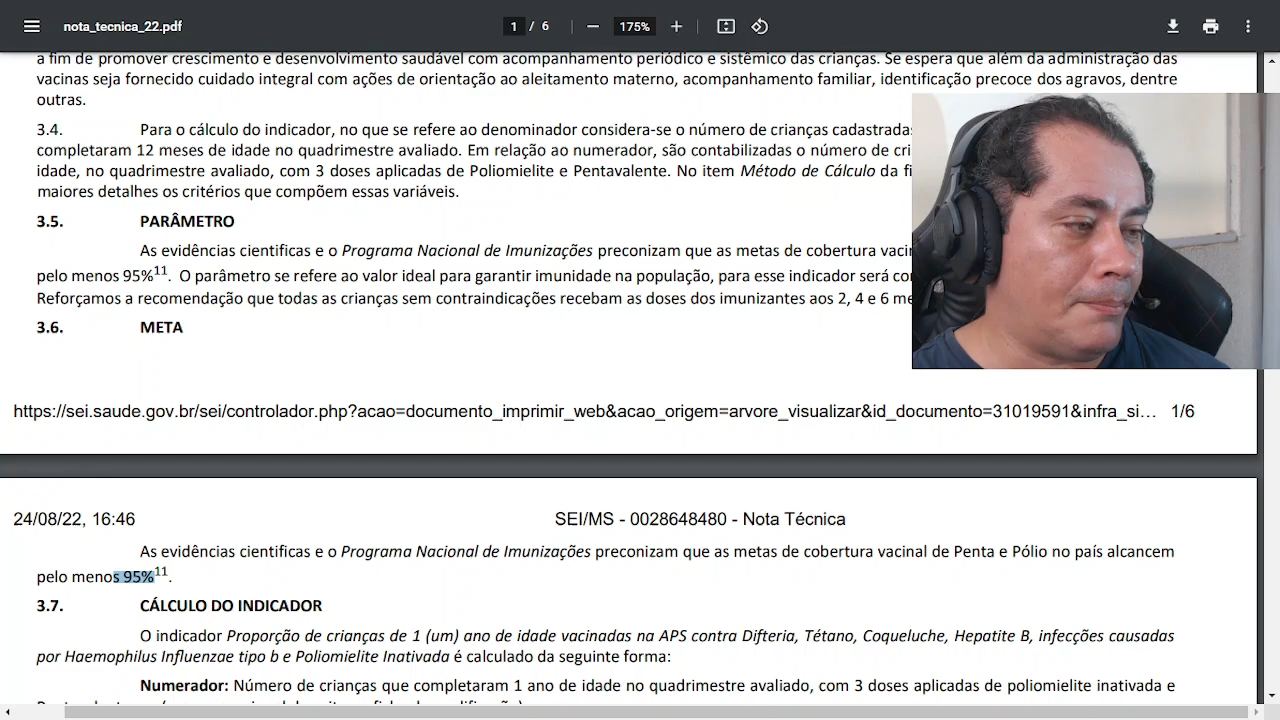 nota_tecnica_22.pdf
1 / 6
175%
a fim de promover crescimento e desenvolvimento saudável com acompanhamento periódico e sistêmico das crianças. Se espera que além da administração das
vacinas seja fornecido cuidado integral com ações de orientação ao aleitamento materno, acompanhamento familiar, identificação precoce dos agravos, dentre
outras.
3.4. Para o cálculo do indicador, no que se refere ao denominador considera-se o número de crianças cadastradas
completaram 12 meses de idade no quadrimestre avaliado. Em relação ao numerador, são contabilizadas o número de cri
idade, no quadrimestre avaliado, com 3 doses aplicadas de Poliomielite e Pentavalente. No item Método de Cálculo da fi
maiores detalhes os critérios que compõem essas variáveis.
3.5. PARÂMETRO
As evidências cientificas e o Programa Nacional de Imunizações preconizam que as metas de cobertura vaci
pelo menos 95%11. O parâmetro se refere ao valor ideal para garantir imunidade na população, para esse indicador será co
Reforçamos a recomendação que todas as crianças sem contraindicações recebam as doses dos imunizantes aos 2, 4 e 6 me
3.6. META
https://sei.saude.gov.br/sei/controlador.php?acao=documento_imprimir_web&acao_origem=arvore_visualizar&id_documento=31019591&infra_si… 1/6
24/08/22, 16:46 SEI/MS - 0028648480 - Nota Técnica
As evidências cientificas e o Programa Nacional de Imunizações preconizam que as metas de cobertura vacinal de Penta e Pólio no país alcancem
pelo menos 95%11.
3.7. CÁLCULO DO INDICADOR
O indicador Proporção de crianças de 1 (um) ano de idade vacinadas na APS contra Difteria, Tétano, Coqueluche, Hepatite B, infecções causadas
por Haemophilus Influenzae tipo b e Poliomielite Inativada é calculado da seguinte forma:
Numerador: Número de crianças que completaram 1 ano de idade no quadrimestre avaliado, com 3 doses aplicadas de poliomielite inativada e